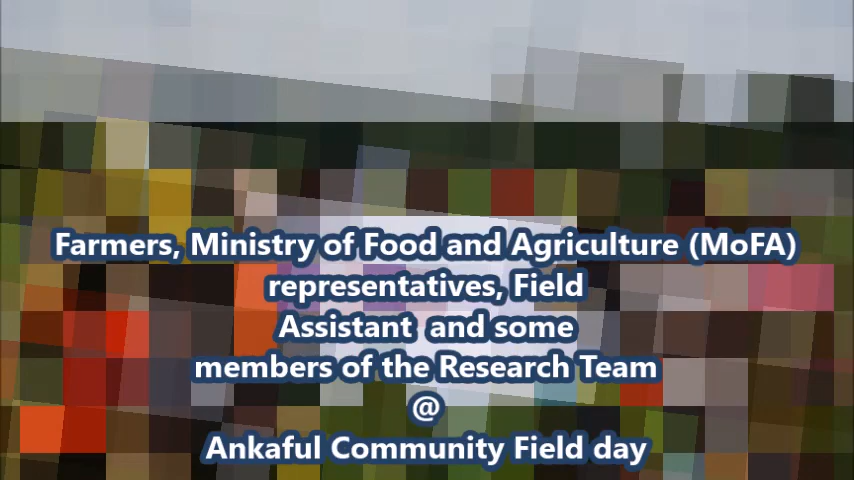 Farmers, Ministry of Food and Agriculture (MoFA)
representatives, Field
Assistant and some
members of the Research Team
@
Ankaful Community Field day